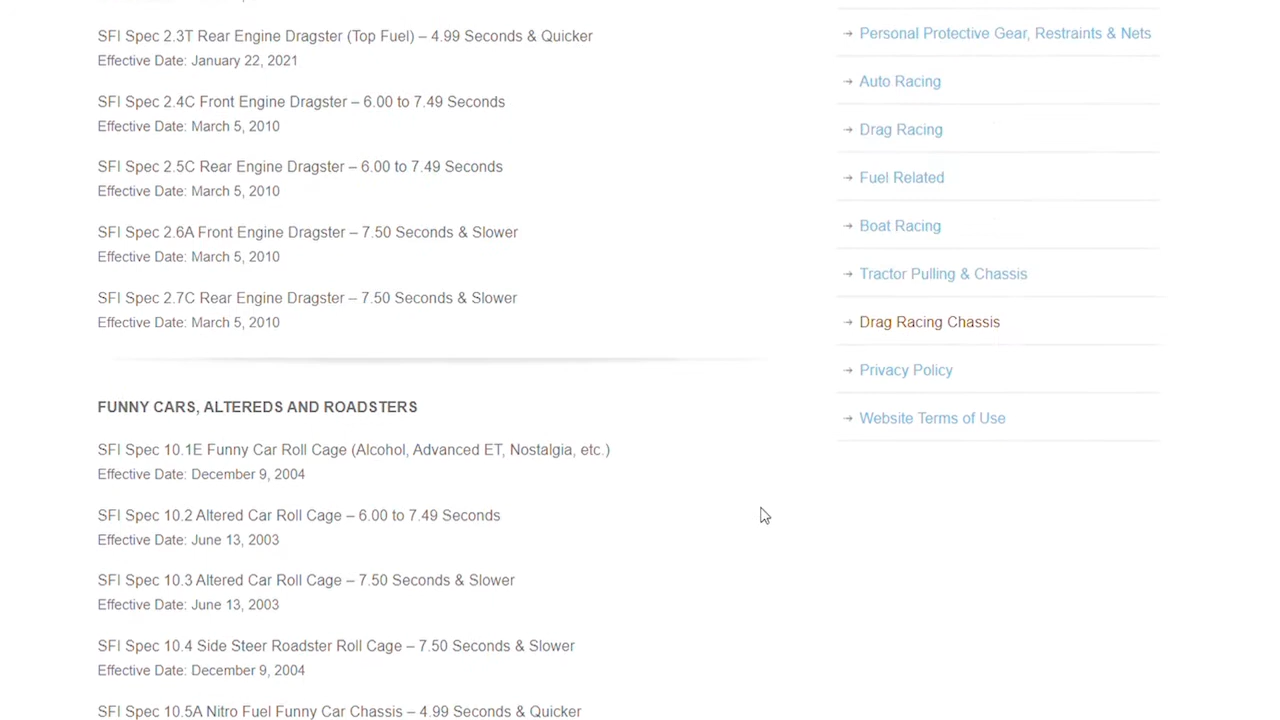 SFI Spec 2.3T Rear Engine Dragster (Top Fuel) – 4.99 Seconds & Quicker
Effective Date: January 22, 2021
SFI Spec 2.4C Front Engine Dragster – 6.00 to 7.49 Seconds
Effective Date: March 5, 2010
SFI Spec 2.5C Rear Engine Dragster – 6.00 to 7.49 Seconds
Effective Date: March 5, 2010
SFI Spec 2.6A Front Engine Dragster – 7.50 Seconds & Slower
Effective Date: March 5, 2010
SFI Spec 2.7C Rear Engine Dragster – 7.50 Seconds & Slower
Effective Date: March 5, 2010
FUNNY CARS, ALTEREDS AND ROADSTERS
SFI Spec 10.1E Funny Car Roll Cage (Alcohol, Advanced ET, Nostalgia, etc.)
Effective Date: December 9, 2004
SFI Spec 10.2 Altered Car Roll Cage – 6.00 to 7.49 Seconds
Effective Date: June 13, 2003
SFI Spec 10.3 Altered Car Roll Cage – 7.50 Seconds & Slower
Effective Date: June 13, 2003
SFI Spec 10.4 Side Steer Roadster Roll Cage – 7.50 Seconds & Slower
Effective Date: December 9, 2004
SFI Spec 10.5A Nitro Fuel Funny Car Chassis – 4.99 Seconds & Quicker
→ Personal Protective Gear, Restraints & Nets
→ Auto Racing
→ Drag Racing
→ Fuel Related
→ Boat Racing
→ Tractor Pulling & Chassis
→ Drag Racing Chassis
→ Privacy Policy
→ Website Terms of Use